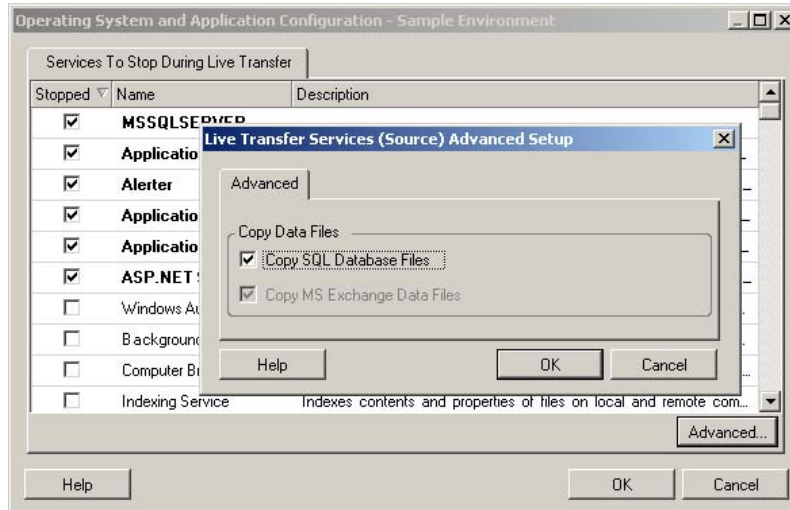 Operating System and Application Configuration - Sample Environment
Services To Stop During Live Transfer
Stopped Name Description
MSSQLSERVER
Live Transfer Services (Source) Advanced Setup
Applicatio
Alerter
Advanced
Applicatio
Copy Data Files
Applicatio
Copy SQL Database Files
ASP.NET
Copy MS Exchange Data Files
Windows Au
Background
Help OK Cancel
Computer Br
Indexing Service Indexes contents and properties of files on local and remote com...
Advanced...
Help OK Cancel